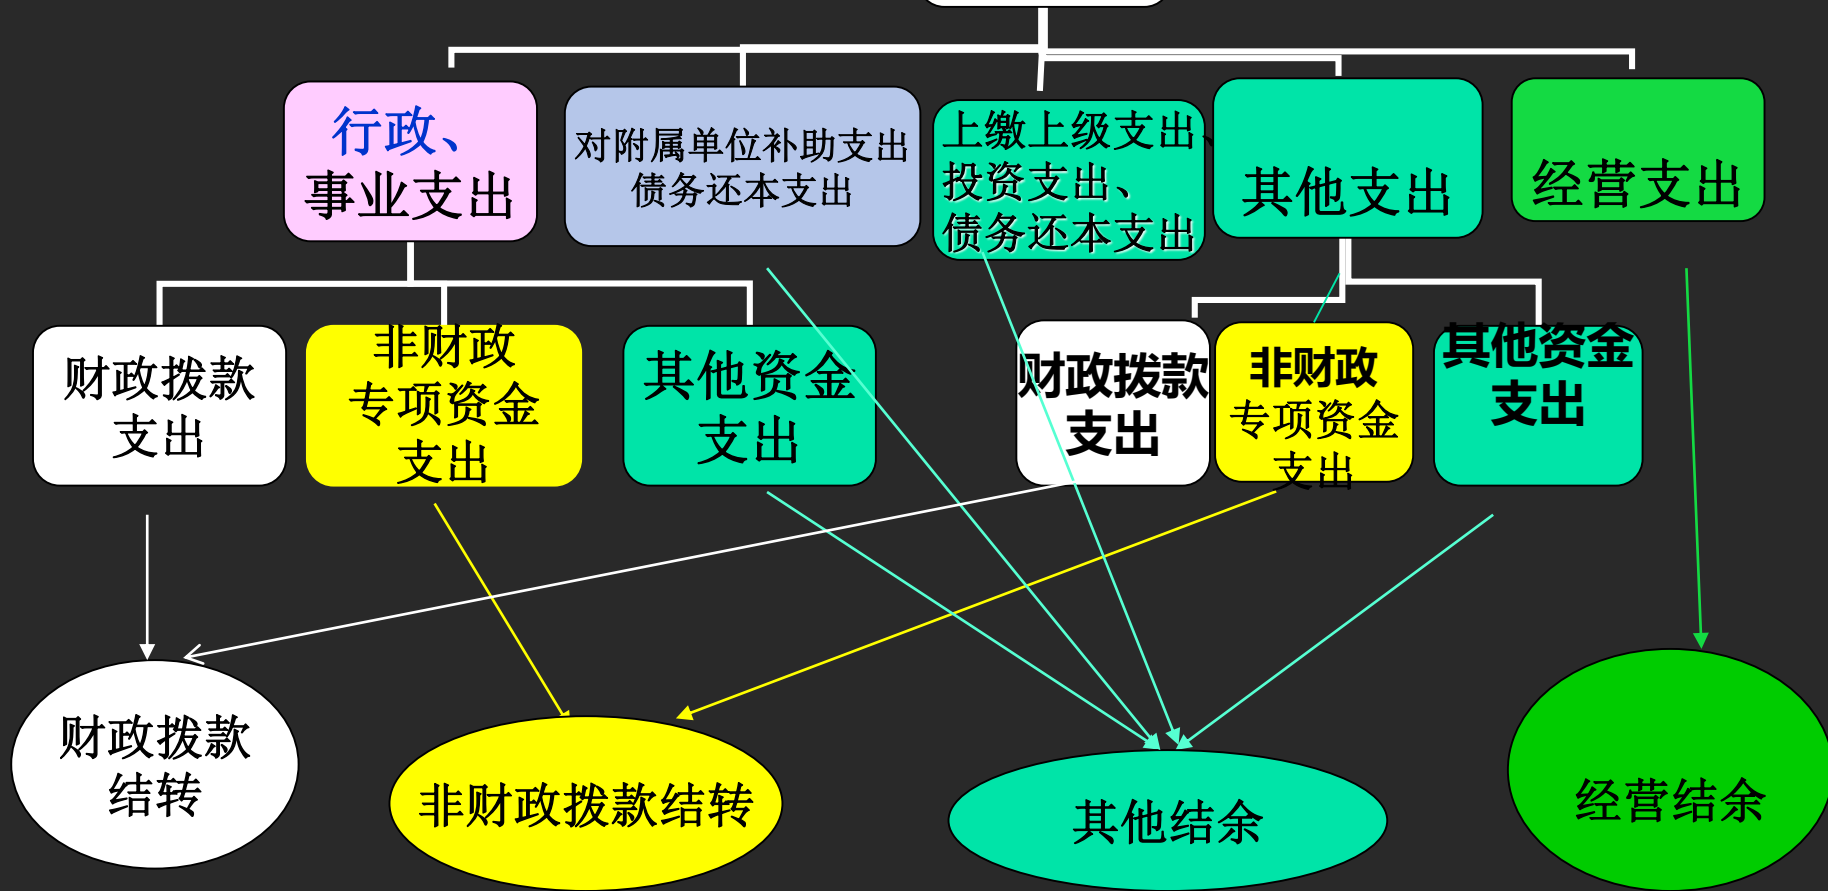 行政、
事业支出
对附属单位补助支出
债务还本支出
上缴上级支出、
投资支出、
债务还本支出
其他支出
经营支出
财政拨款
支出
非财政
专项资金
支出
其他资金
支出
财政拨款
支出
非财政
专项资金
支出
其他资金
支出
财政拨款
结转
非财政拨款结转
其他结余
经营结余